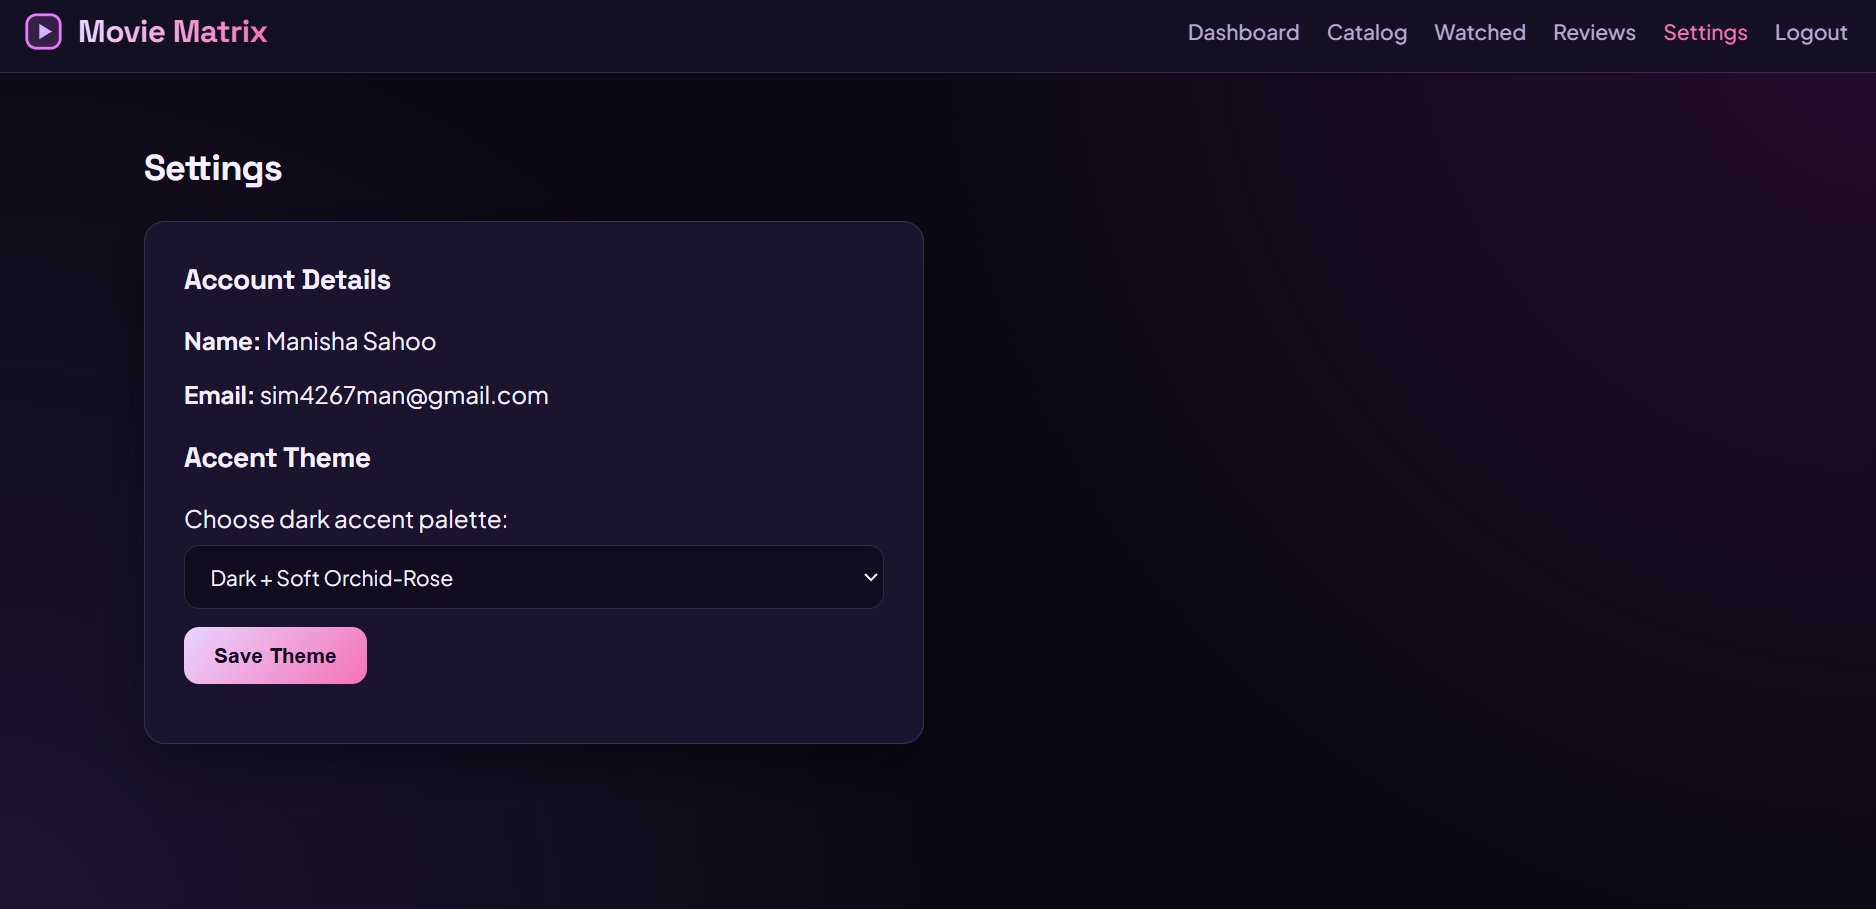 Movie Matrix
Dashboard Catalog Watched Reviews Settings Logout
Settings
Account Details
Name: Manisha Sahoo
Email: sim4267man@gmail.com
Accent Theme
Choose dark accent palette:
Dark + Soft Orchid-Rose
Save Theme